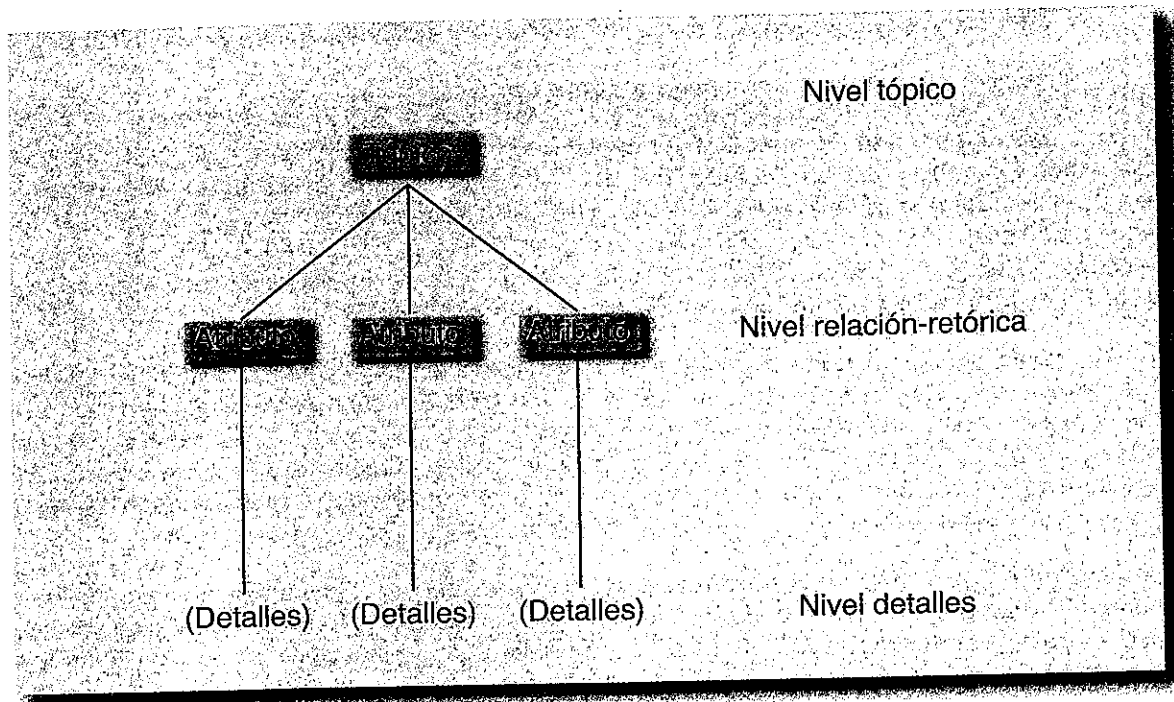 Nivel tópico
Atributo Atributo Atributo Nivel relación-retórica
(Detalles) (Detalles) (Detalles) Nivel detalles